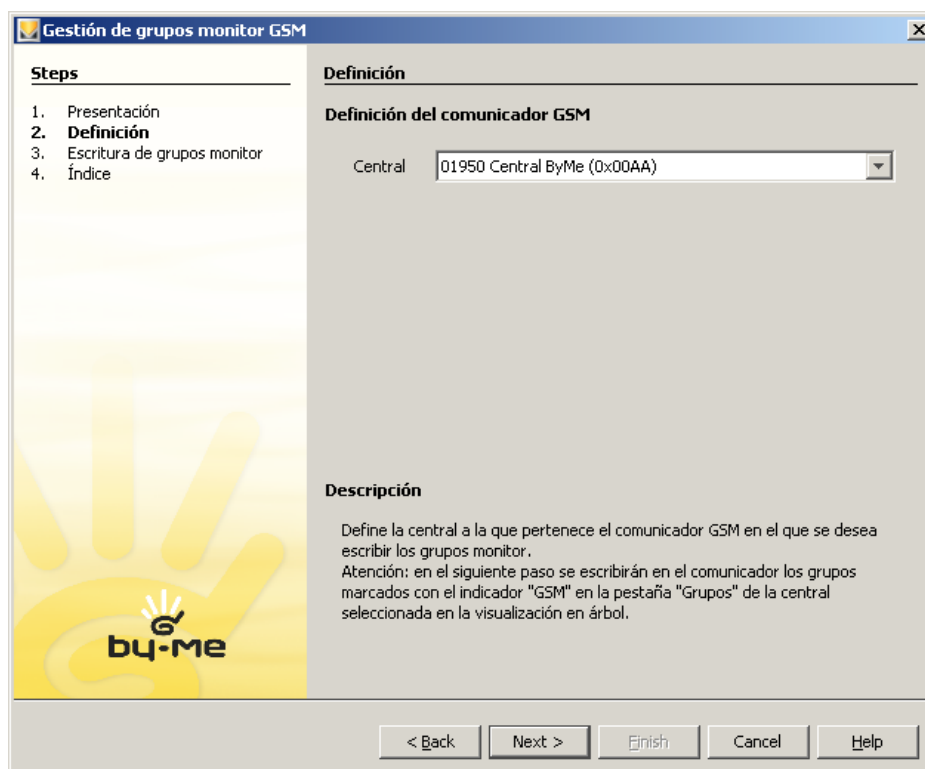 Gestión de grupos monitor GSM
Steps
1. Presentación
2. Definición
3. Escritura de grupos monitor
4. Índice
Definición
Definición del comunicador GSM
Central 01950 Central ByMe (0x00AA)
Descripción
Define la central a la que pertenece el comunicador GSM en el que se desea
escribir los grupos monitor.
Atención: en el siguiente paso se escribirán en el comunicador los grupos
marcados con el indicador "GSM" en la pestaña "Grupos" de la central
seleccionada en la visualización en árbol.
by-me
< Back Next > Finish Cancel Help